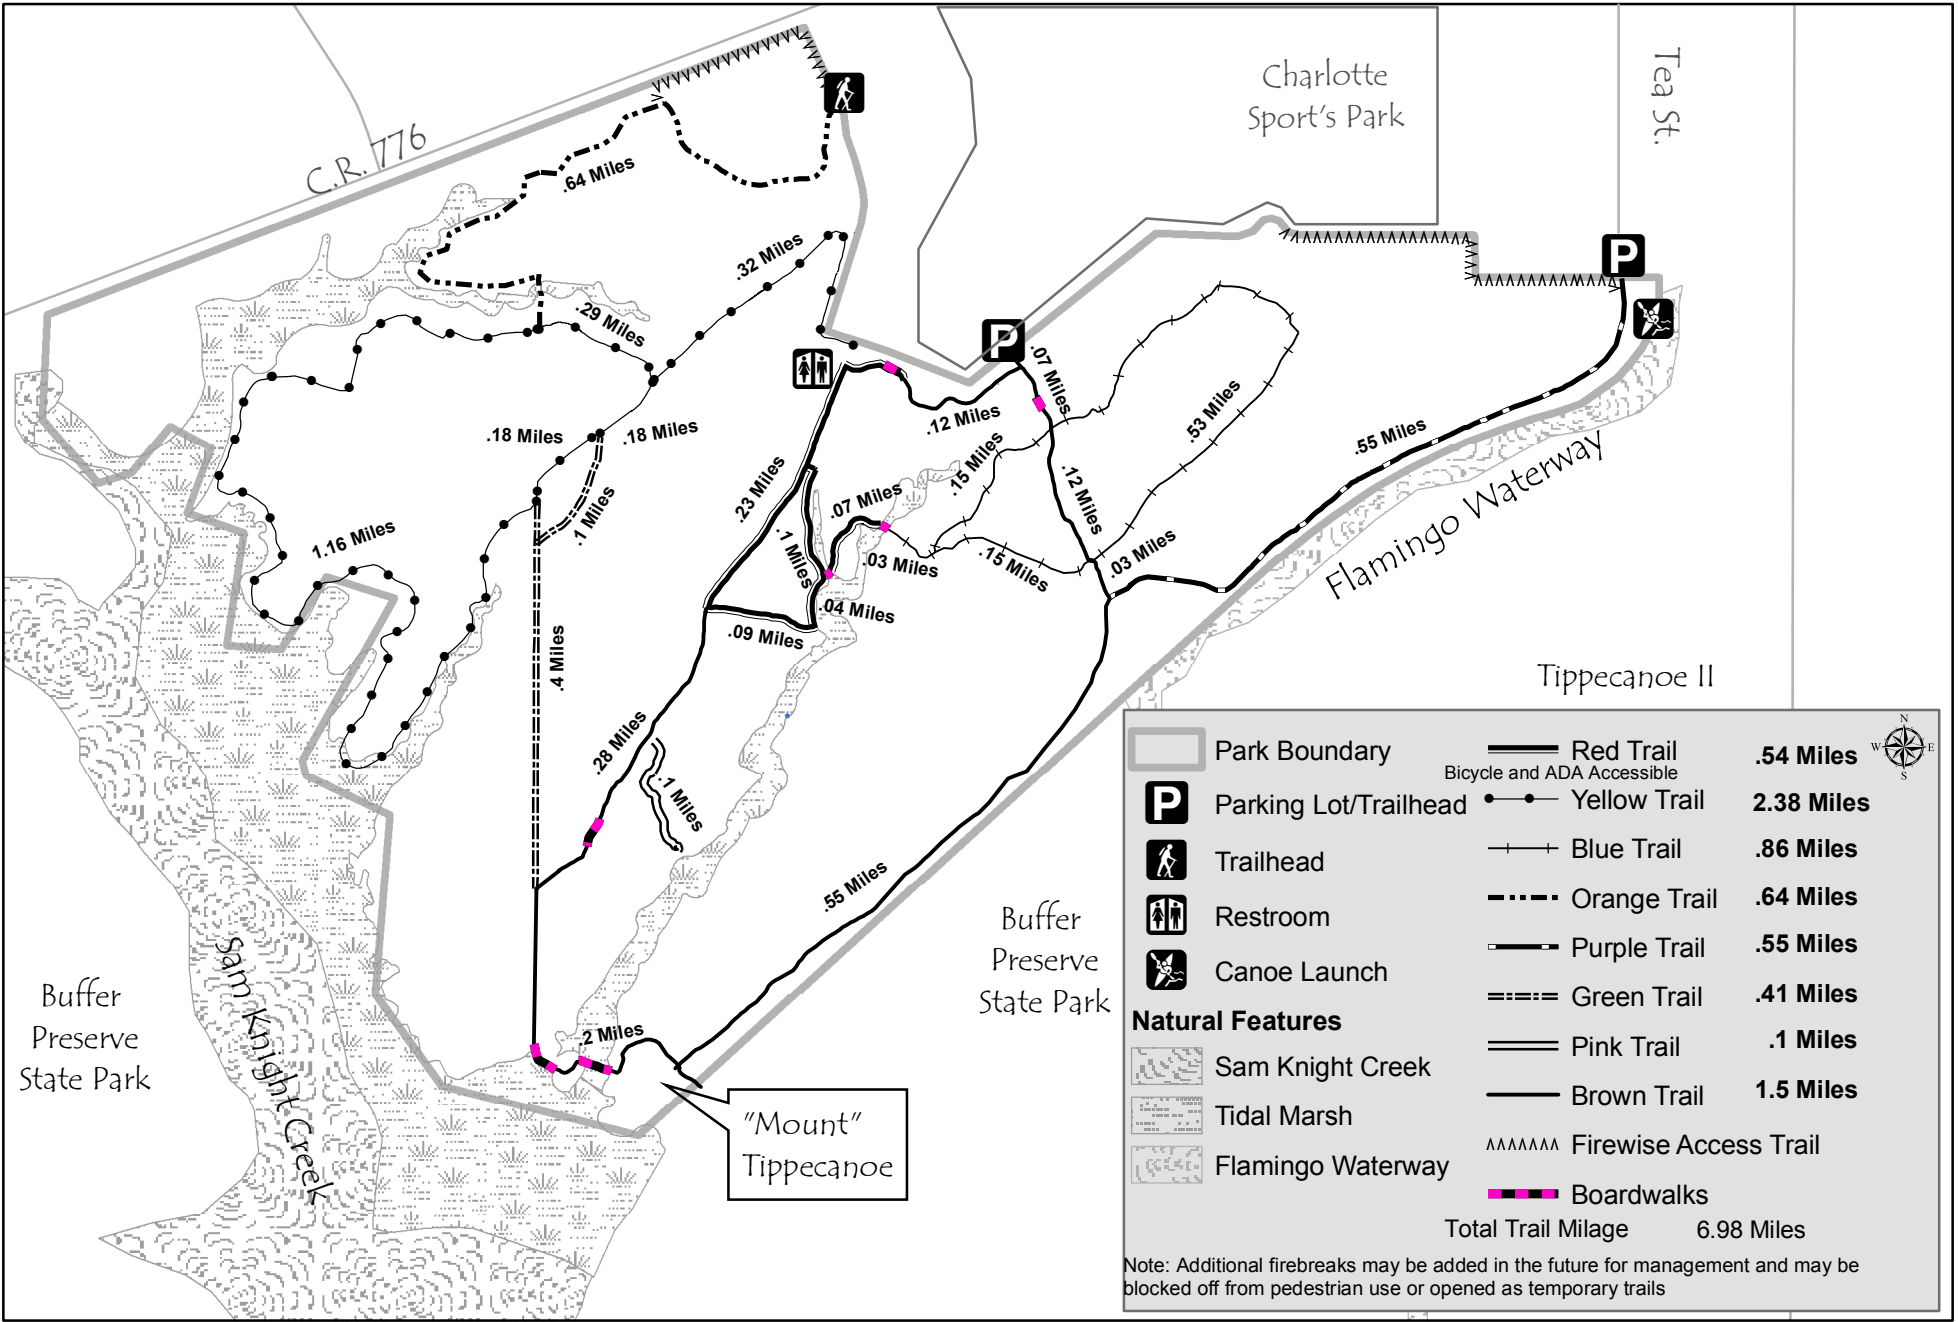 Charlotte
Sport's Park
Tea St.
C.R. 776
.64 Miles
.32 Miles
.29 Miles
.18 Miles
.18 Miles
.1 Miles
1.16 Miles
.4 Miles
.07 Miles
.12 Miles
.15 Miles
.53 Miles
.55 Miles
.23 Miles
.07 Miles
.12 Miles
.1 Miles
.03 Miles
.15 Miles
.03 Miles
.04 Miles
.09 Miles
.28 Miles
.1 Miles
.55 Miles
.2 Miles
P
P
Flamingo Waterway
Tippecanoe II
Buffer
Preserve
State Park
Buffer
Preserve
State Park
Sam Knight Creek
"Mount"
Tippecanoe
Park Boundary
P Parking Lot/Trailhead
Trailhead
Restroom
Canoe Launch
Natural Features
Sam Knight Creek
Tidal Marsh
Flamingo Waterway
N
W E
S
Red Trail .54 Miles
Bicycle and ADA Accessible
Yellow Trail 2.38 Miles
Blue Trail .86 Miles
Orange Trail .64 Miles
Purple Trail .55 Miles
Green Trail .41 Miles
Pink Trail .1 Miles
Brown Trail 1.5 Miles
Firewise Access Trail
Boardwalks
Total Trail Milage 6.98 Miles
Note: Additional firebreaks may be added in the future for management and may be
blocked off from pedestrian use or opened as temporary trails